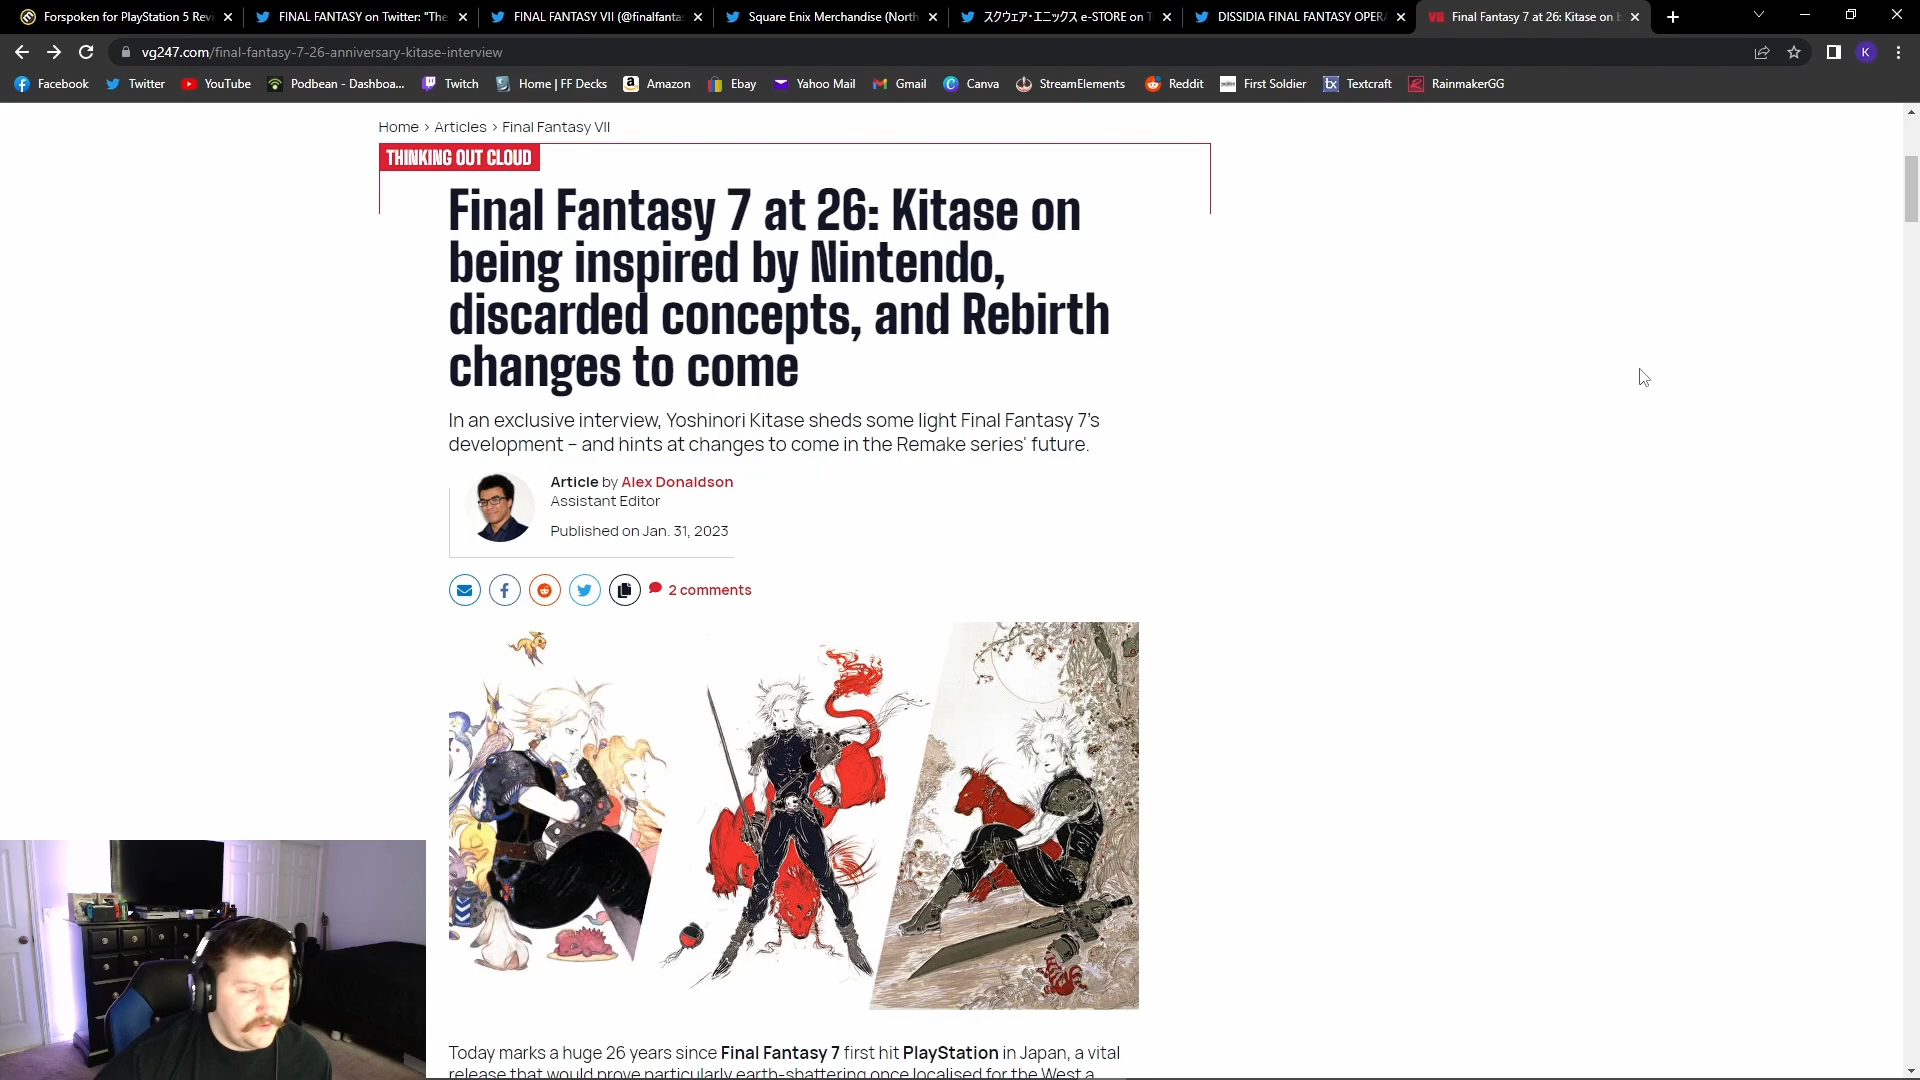 Forspoken for PlayStation 5 Revi
FINAL FANTASY on Twitter: "The
FINAL FANTASY VII (@finalfanta
Square Enix Merchandise (North
スクウェア・エニックス e-STORE on T
DISSIDIA FINAL FANTASY OPERA
VG Final Fantasy 7 at 26: Kitase on b
vg247.com/final-fantasy-7-26-anniversary-kitase-interview
K
Facebook
Twitter
YouTube
Podbean - Dashboa...
Twitch
Home | FF Decks
Amazon
Ebay
Yahoo Mail
Gmail
Canva
StreamElements
Reddit
First Soldier
tx Textcraft
RainmakerGG
Home > Articles > Final Fantasy VII
THINKING OUT CLOUD
Final Fantasy 7 at 26: Kitase on
being inspired by Nintendo,
discarded concepts, and Rebirth
changes to come
In an exclusive interview, Yoshinori Kitase sheds some light Final Fantasy 7's
development – and hints at changes to come in the Remake series' future.
Article by Alex Donaldson
Assistant Editor
Published on Jan. 31, 2023
2 comments
Today marks a huge 26 years since Final Fantasy 7 first hit PlayStation in Japan, a vital
release that would prove particularly earth-shattering once localised for the West a